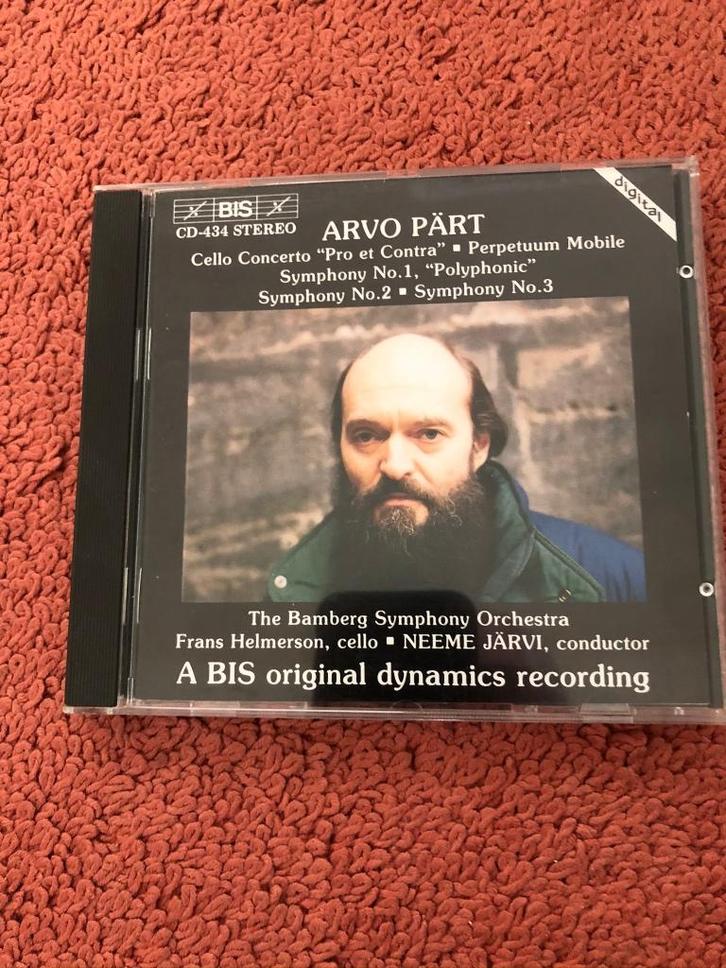 BIS
CD-434 STEREO
digital
ARVO PÄRT
Cello Concerto “Pro et Contra” ▪ Perpetuum Mobile
Symphony No.1, “Polyphonic”
Symphony No.2 ▪ Symphony No.3
The Bamberg Symphony Orchestra
Frans Helmerson, cello ▪ NEEME JÄRVI, conductor
A BIS original dynamics recording